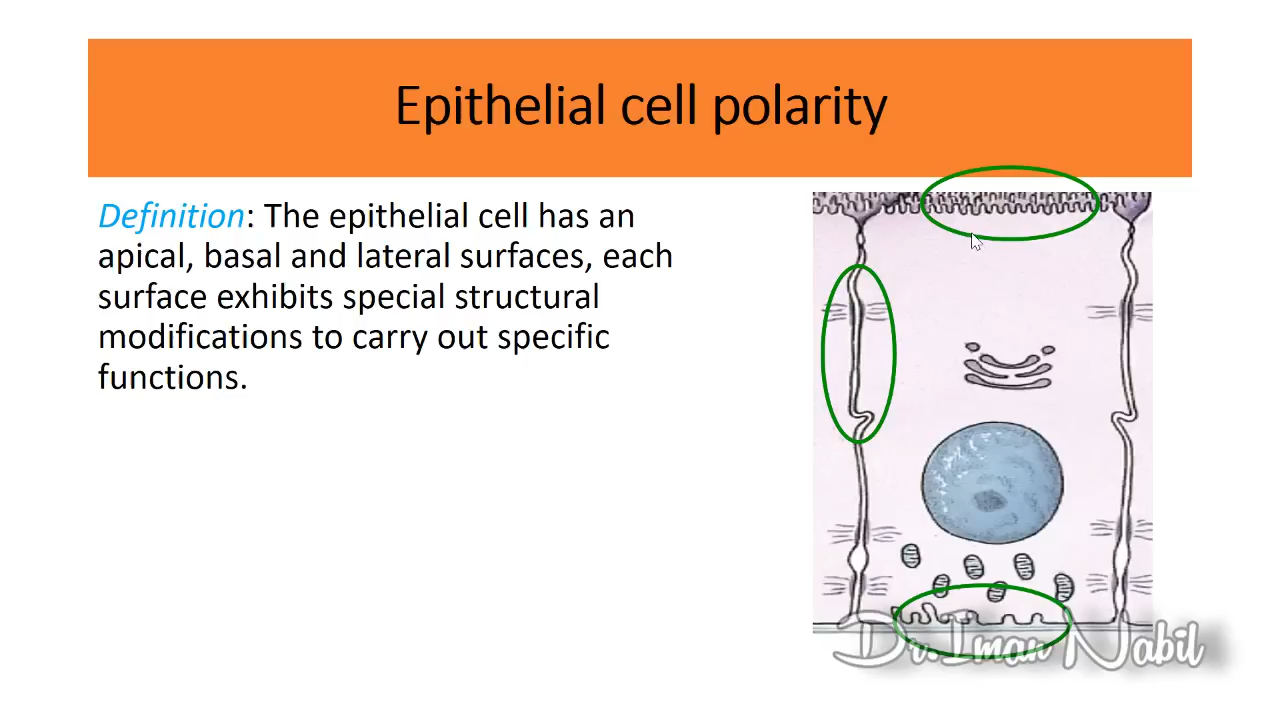 Epithelial cell polarity
Definition: The epithelial cell has an
apical, basal and lateral surfaces, each
surface exhibits special structural
modifications to carry out specific
functions.
Dr.Iman Nabil